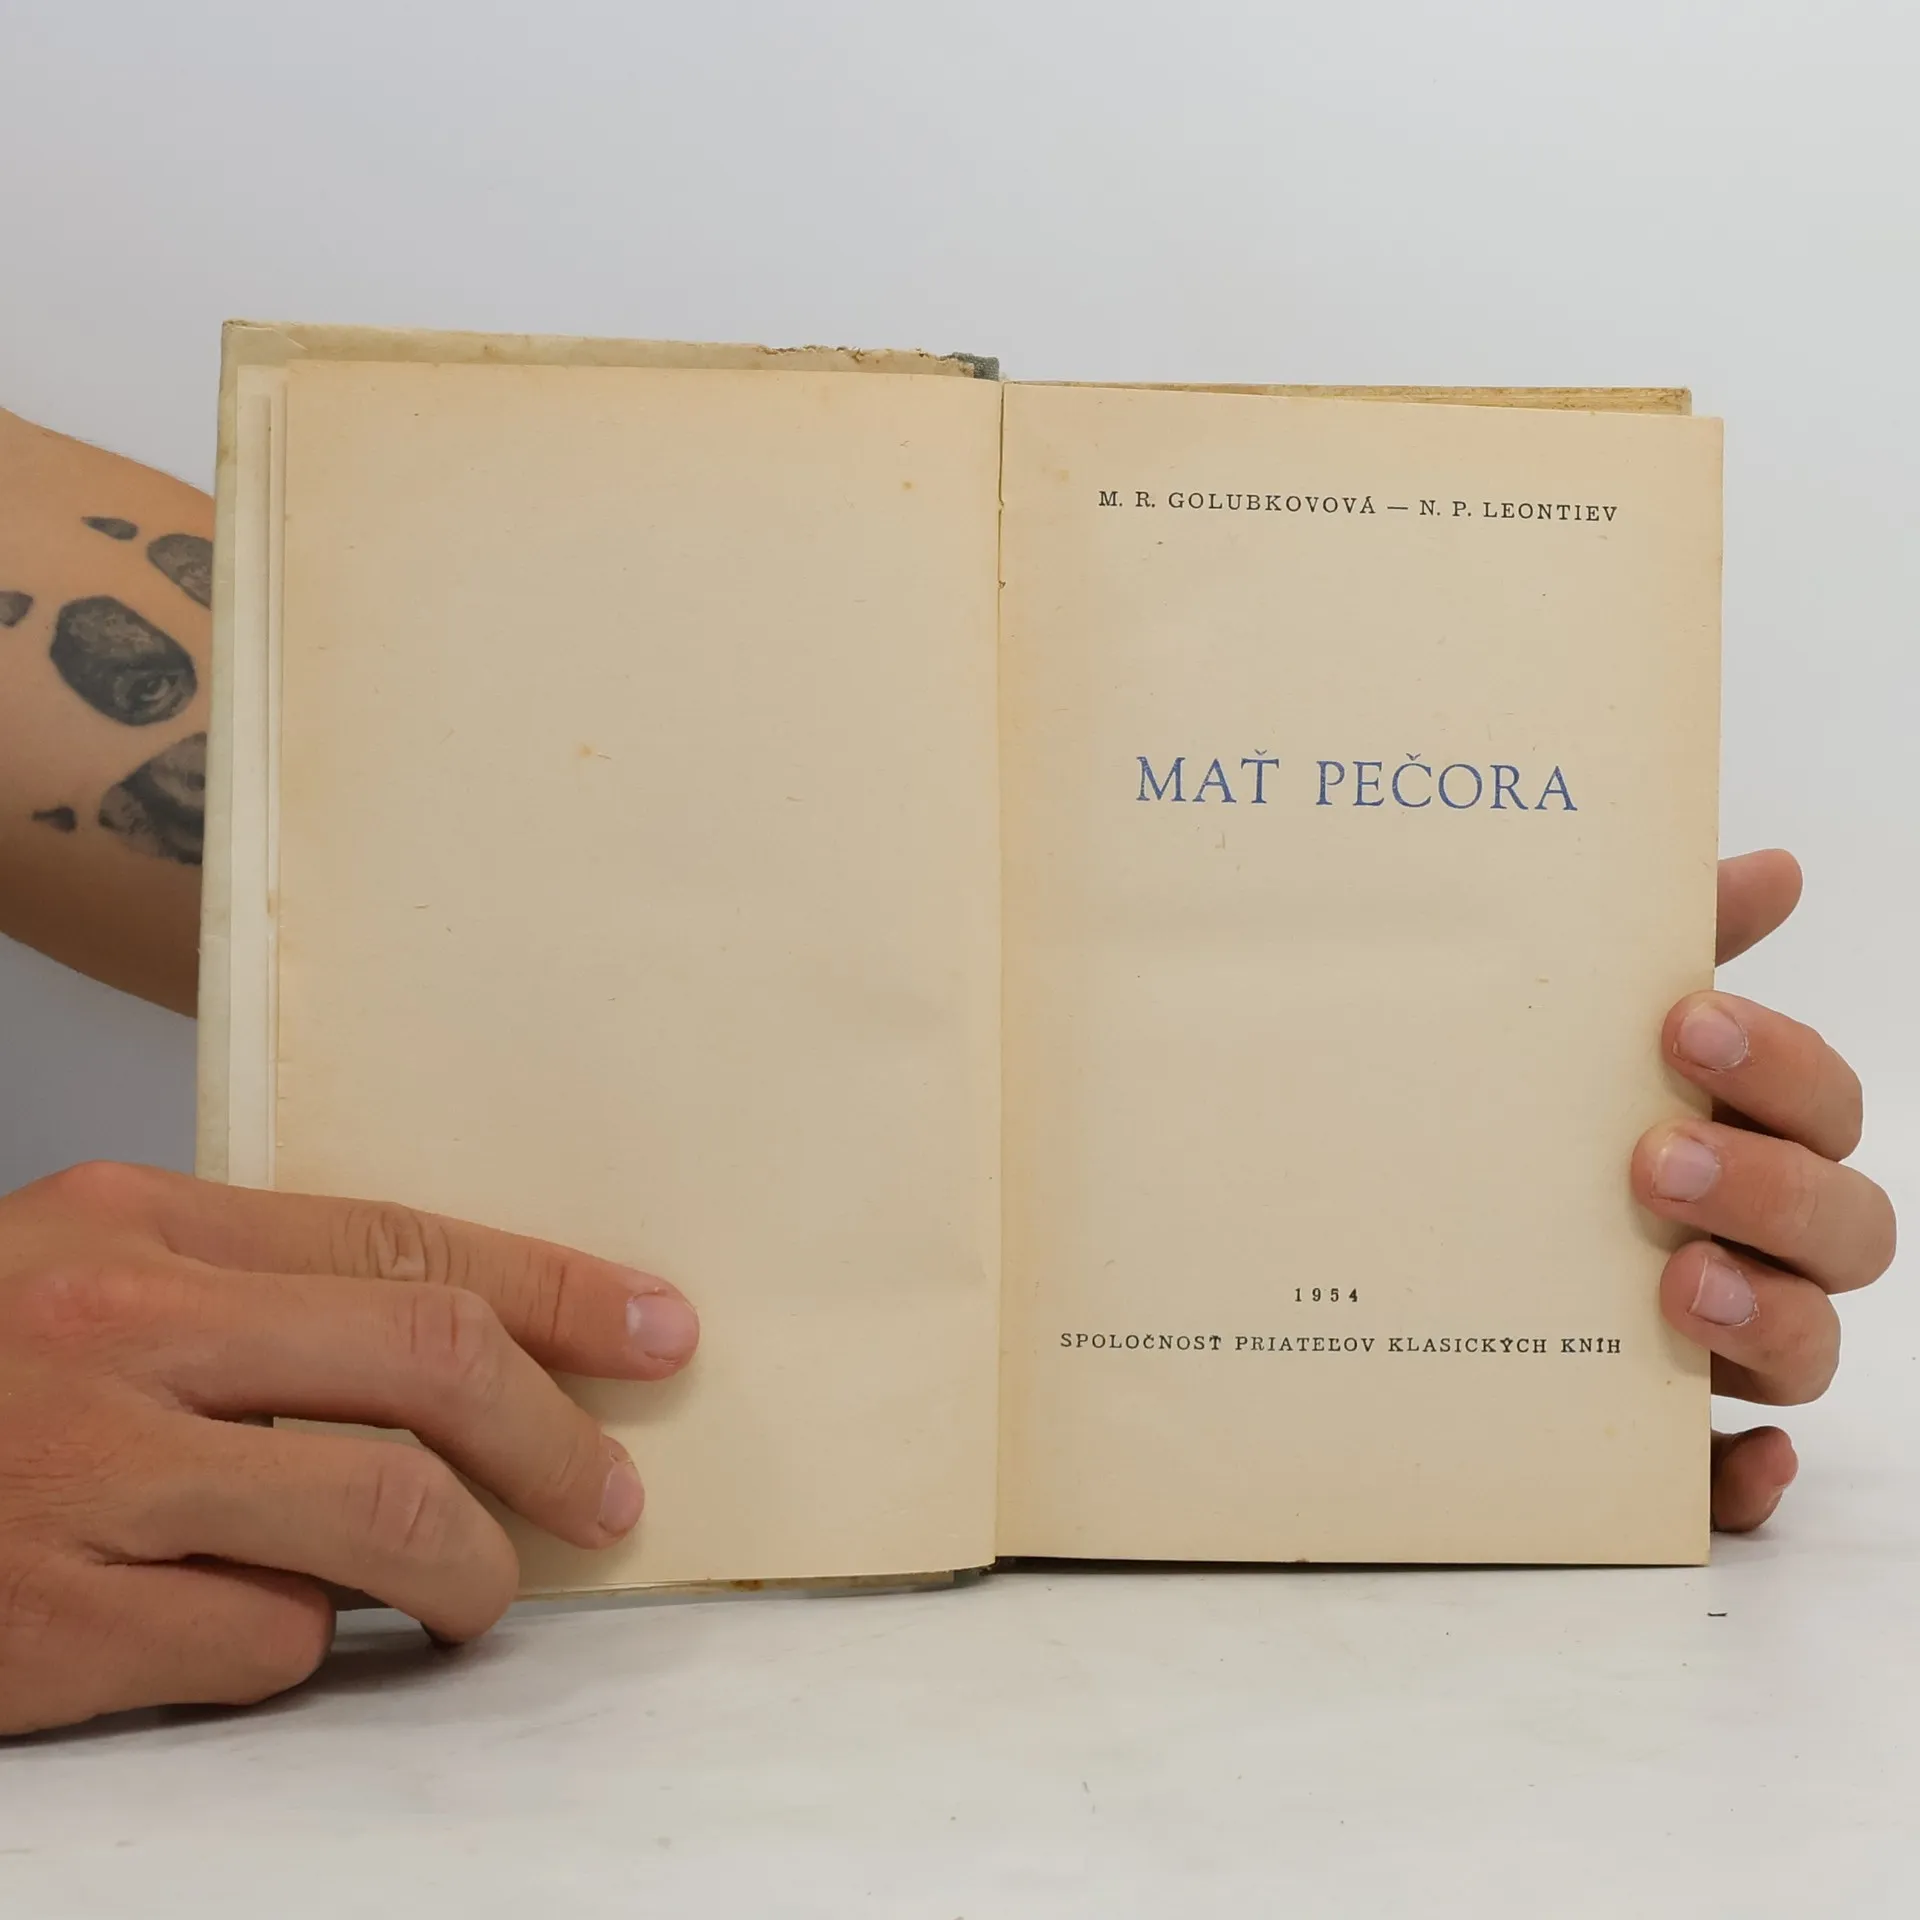 M. R. GOLUBKOVOVÁ — N. P. LEONTIEV
MAŤ PEČORA
1954
SPOLOČNOSŤ PRIATEĽOV KLASICKÝCH KNÍH